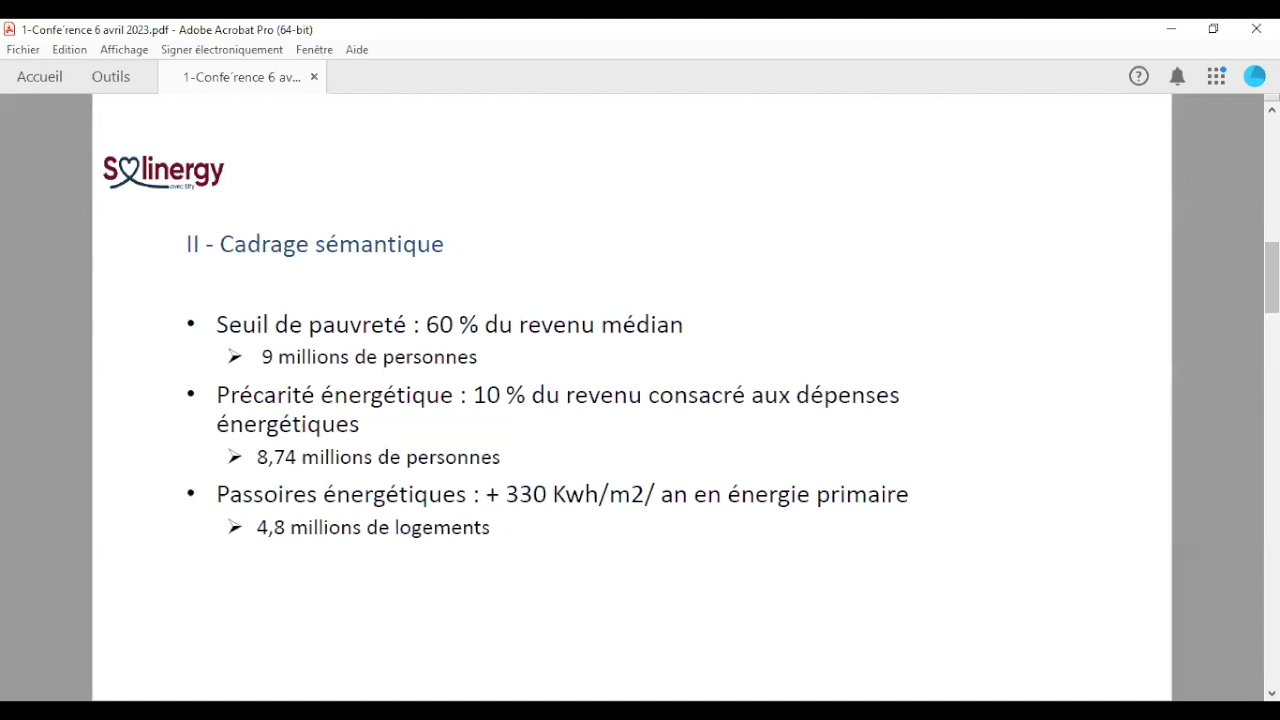 1-Confe´rence 6 avril 2023.pdf - Adobe Acrobat Pro (64-bit)
Fichier Edition Affichage Signer électroniquement Fenêtre Aide
Accueil Outils 1-Confe´rence 6 av... ×
Solinergy
avec Effy
II - Cadrage sémantique
• Seuil de pauvreté : 60 % du revenu médian
➢ 9 millions de personnes
• Précarité énergétique : 10 % du revenu consacré aux dépenses
énergétiques
➢ 8,74 millions de personnes
• Passoires énergétiques : + 330 Kwh/m2/ an en énergie primaire
➢ 4,8 millions de logements